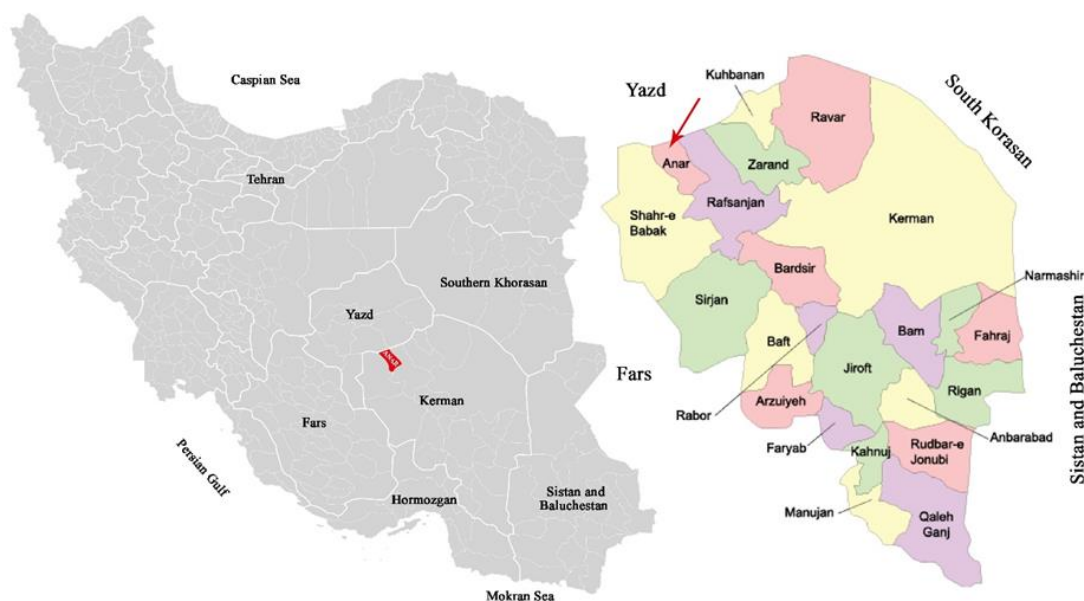 Caspian Sea
Tehran
Southern Khorasan
Yazd
ANAR
Kerman
Fars
Persian Gulf
Hormozgan
Sistan and
Baluchestan
Mokran Sea
Yazd
Kuhbanan
South Korasan
Ravar
Anar
Zarand
Rafsanjan
Shahr-e
Babak
Kerman
Bardsir
Narmashir
Sirjan
Bam
Fahraj
Baft
Fars
Jiroft
Rigan
Rabor
Arzuiyeh
Anbarabad
Faryab
Kahnuj
Rudbar-e
Jonubi
Manujan
Qaleh
Ganj
Sistan and Baluchestan